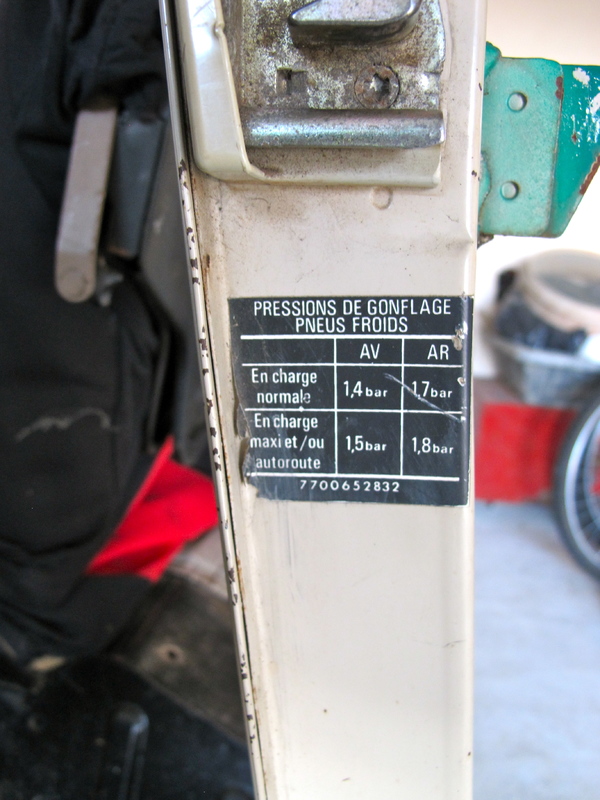 PRESSIONS DE GONFLAGE
PNEUS FROIDS
AV AR
En charge
normale 1,4 bar 1,7 bar
En charge
maxi et/ou 1,5 bar 1,8 bar
autoroute
7700652832